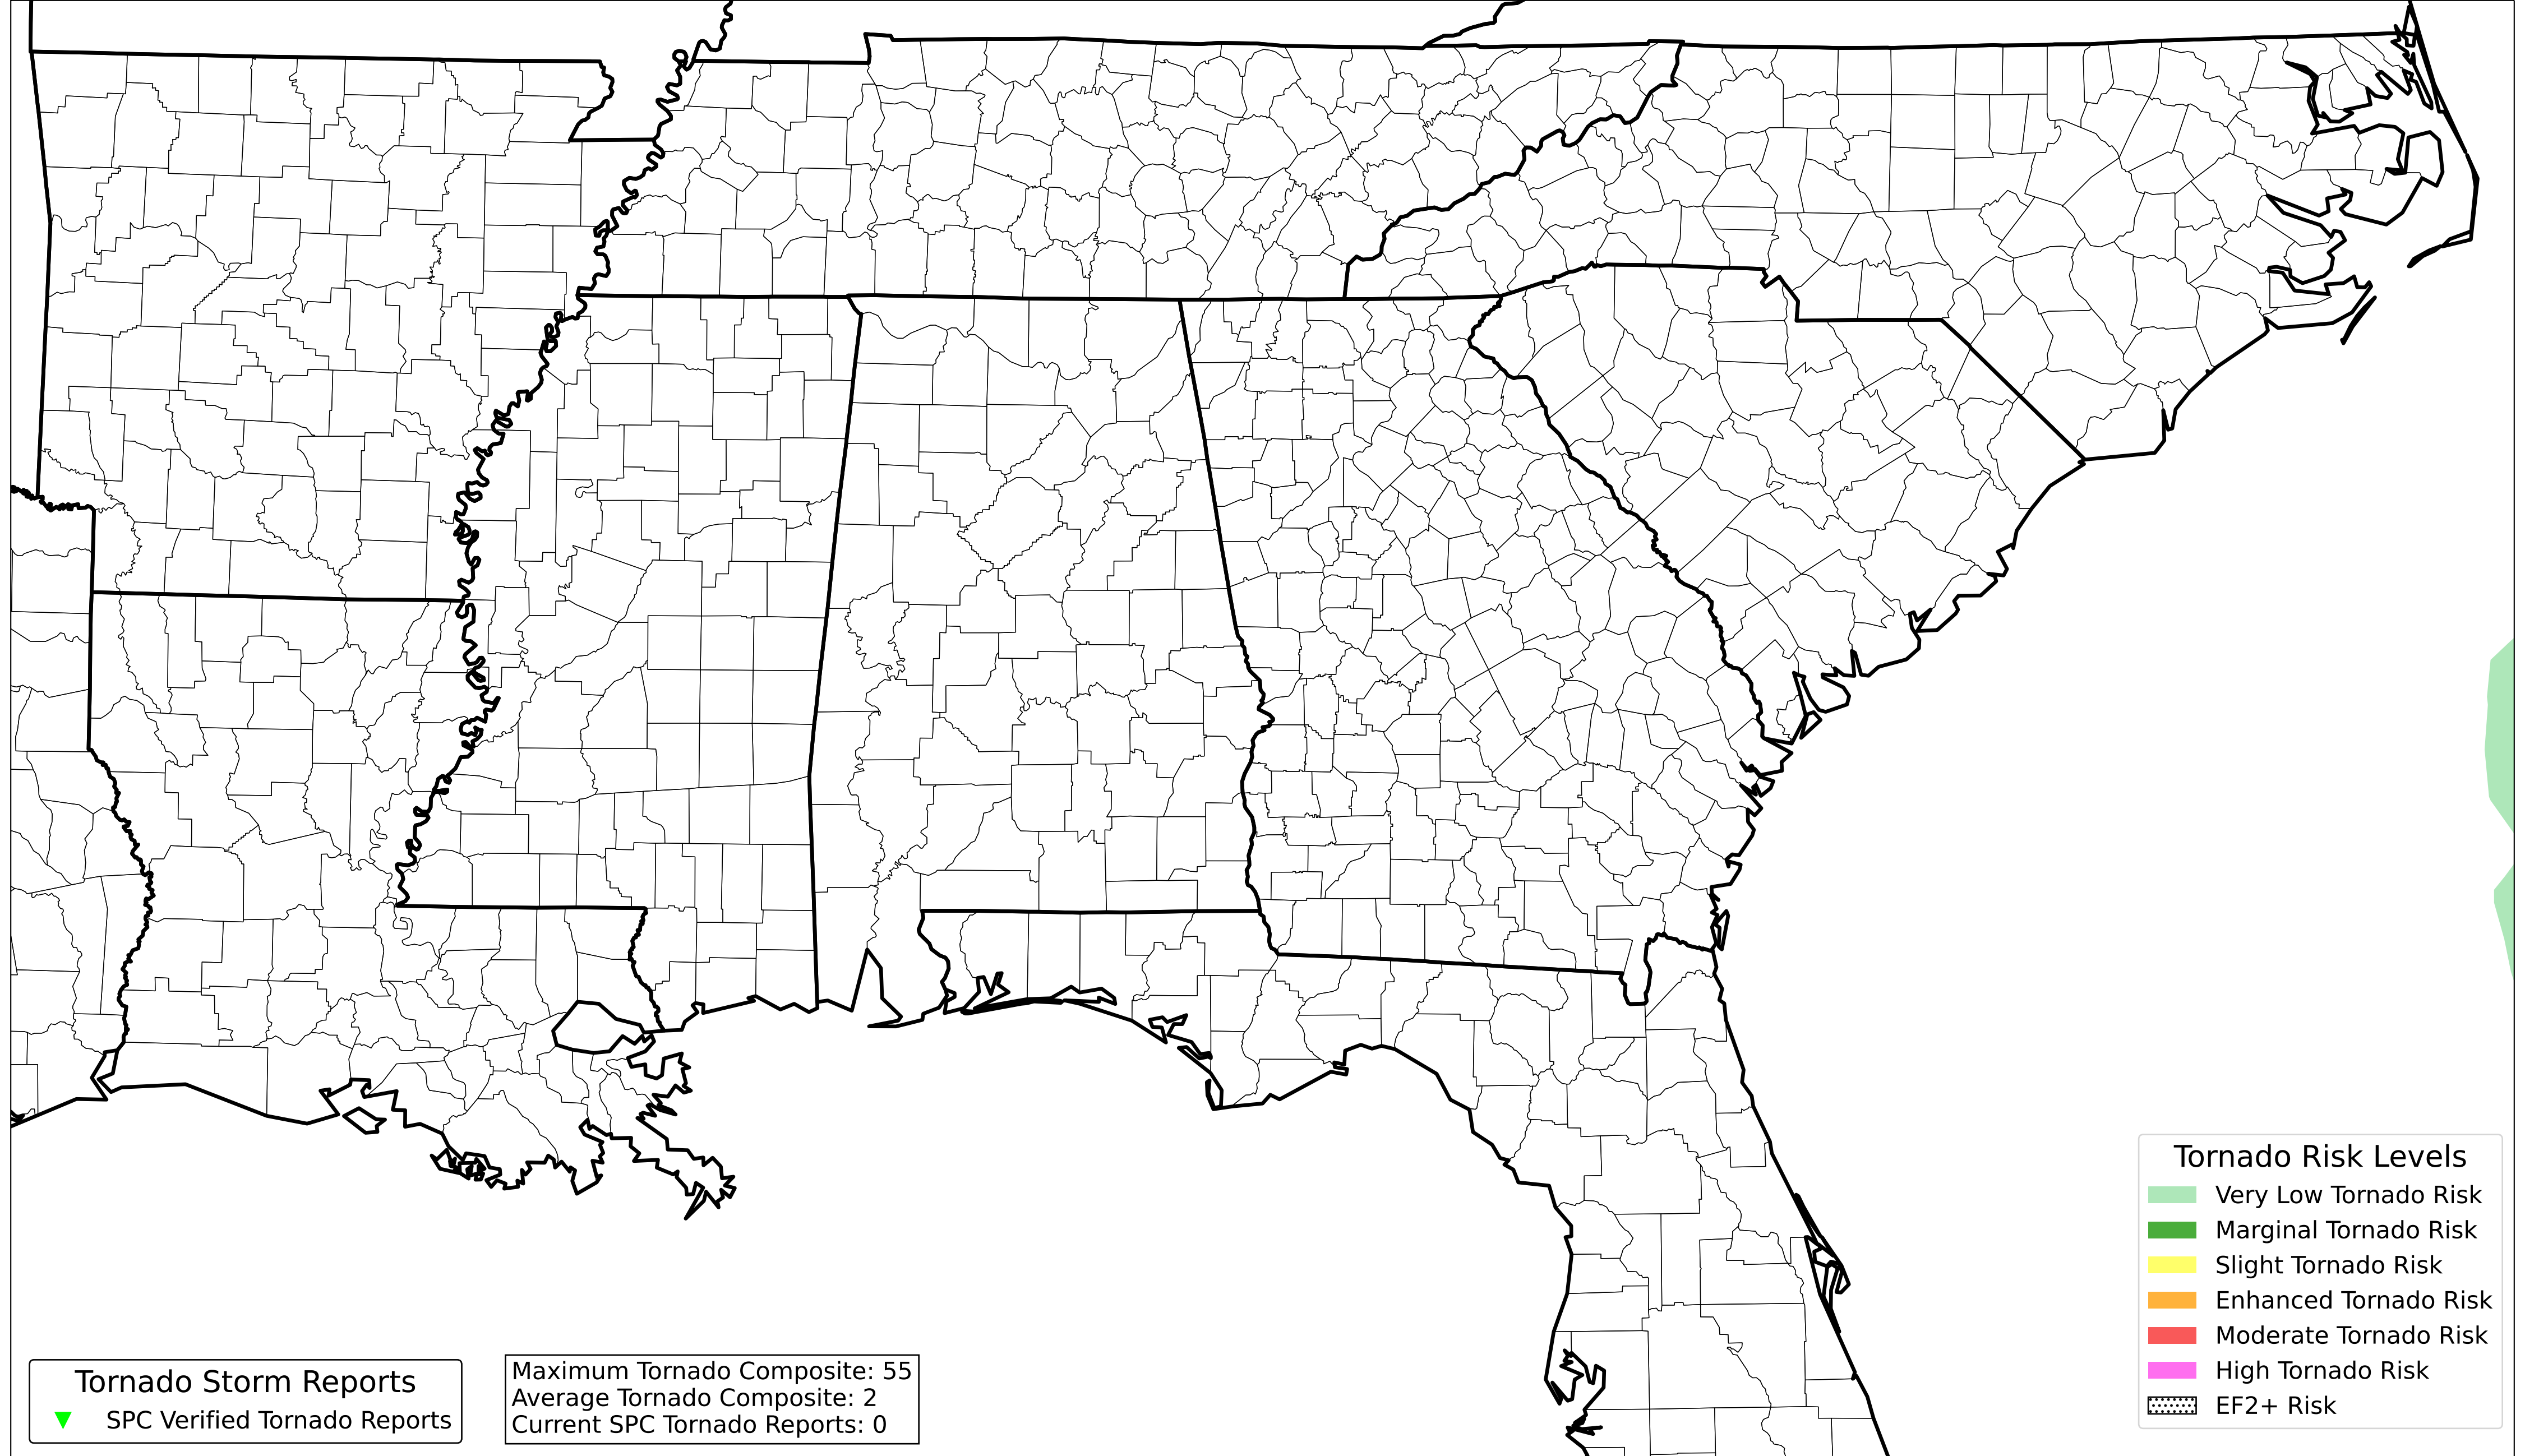 Tornado Risk Levels
Very Low Tornado Risk
Marginal Tornado Risk
Slight Tornado Risk
Enhanced Tornado Risk
Moderate Tornado Risk
High Tornado Risk
EF2+ Risk
Tornado Storm Reports
SPC Verified Tornado Reports
Maximum Tornado Composite: 55
Average Tornado Composite: 2
Current SPC Tornado Reports: 0